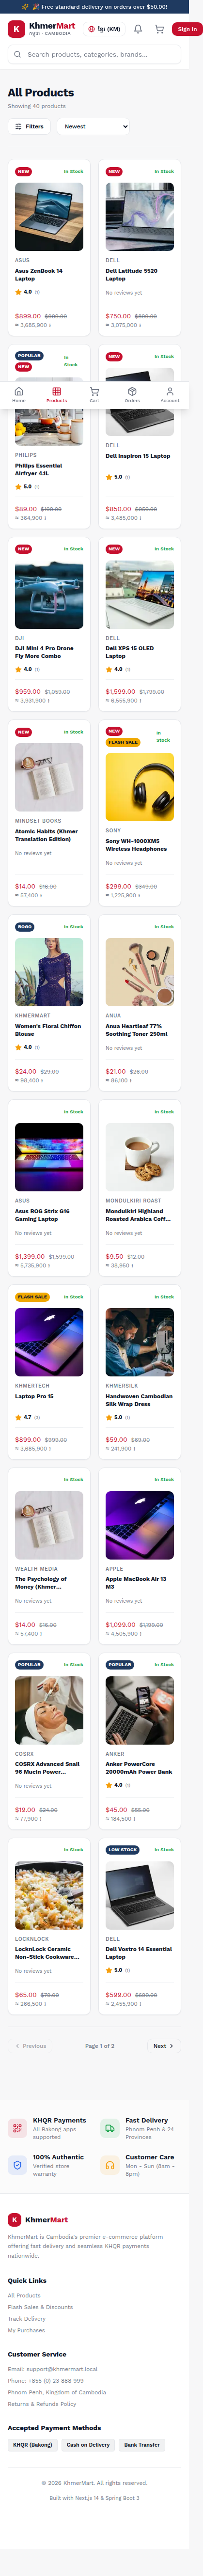 ✨ 🎉 Free standard delivery on orders over $50.00!
K
KhmerMart
កម្ពុជា · CAMBODIA
ខ្មែរ (KM)
Sign In
Search products, categories, brands...
All Products
Showing 40 products
Filters
Newest
NEW
In Stock
ASUS
Asus ZenBook 14 Laptop
4.0 (1)
$899.00 $999.00
≈ 3,685,900 ៛
NEW
In Stock
DELL
Dell Latitude 5520 Laptop
No reviews yet
$750.00 $899.00
≈ 3,075,000 ៛
POPULAR
NEW
In Stock
PHILIPS
Philips Essential Airfryer 4.1L
5.0 (1)
$89.00 $109.00
≈ 364,900 ៛
NEW
In Stock
DELL
Dell Inspiron 15 Laptop
5.0 (1)
$850.00 $950.00
≈ 3,485,000 ៛
Home
Products
Cart
Orders
Account
NEW
In Stock
DJI
DJI Mini 4 Pro Drone Fly More Combo
4.0 (1)
$959.00 $1,099.00
≈ 3,931,900 ៛
NEW
In Stock
DELL
Dell XPS 15 OLED Laptop
4.0 (1)
$1,599.00 $1,799.00
≈ 6,555,900 ៛
NEW
In Stock
MINDSET BOOKS
Atomic Habits (Khmer Translation Edition)
No reviews yet
$14.00 $16.00
≈ 57,400 ៛
NEW
FLASH SALE
In Stock
SONY
Sony WH-1000XM5 Wireless Headphones
No reviews yet
$299.00 $349.00
≈ 1,225,900 ៛
BOGO
In Stock
KHMERMART
Women's Floral Chiffon Blouse
4.0 (1)
$24.00 $29.00
≈ 98,400 ៛
In Stock
ANUA
Anua Heartleaf 77% Soothing Toner 250ml
No reviews yet
$21.00 $26.00
≈ 86,100 ៛
In Stock
ASUS
Asus ROG Strix G16 Gaming Laptop
No reviews yet
$1,399.00 $1,599.00
≈ 5,735,900 ៛
In Stock
MONDULKIRI ROAST
Mondulkiri Highland Roasted Arabica Coff...
No reviews yet
$9.50 $12.00
≈ 38,950 ៛
FLASH SALE
In Stock
KHMERTECH
Laptop Pro 15
4.7
$899.00 $999.00
≈ 3,685,900 ៛
In Stock
KHMERSILK
Handwoven Cambodian Silk Wrap Dress
5.0 (1)
$59.00 $69.00
≈ 241,900 ៛
In Stock
WEALTH MEDIA
The Psychology of Money (Khmer...
No reviews yet
$14.00 $16.00
≈ 57,400 ៛
In Stock
APPLE
Apple MacBook Air 13 M3
No reviews yet
$1,099.00 $1,199.00
≈ 4,505,900 ៛
POPULAR
In Stock
COSRX
COSRX Advanced Snail 96 Mucin Power...
No reviews yet
$19.00 $24.00
≈ 77,900 ៛
POPULAR
In Stock
ANKER
Anker PowerCore 20000mAh Power Bank
4.0 (1)
$45.00 $55.00
≈ 184,500 ៛
In Stock
LOCKNLOCK
LocknLock Ceramic Non-Stick Cookware...
No reviews yet
$65.00 $79.00
≈ 266,500 ៛
LOW STOCK
In Stock
DELL
Dell Vostro 14 Essential Laptop
5.0 (1)
$599.00 $699.00
≈ 2,455,900 ៛
Previous
Page 1 of 2
Next
KHQR Payments
All Bakong apps supported
Fast Delivery
Phnom Penh & 24 Provinces
100% Authentic
Verified store warranty
Customer Care
Mon - Sun (8am - 8pm)
K
KhmerMart
KhmerMart is Cambodia's premier e-commerce platform
offering fast delivery and seamless KHQR payments
nationwide.
Quick Links
All Products
Flash Sales & Discounts
Track Delivery
My Purchases
Customer Service
Email: support@khmermart.local
Phone: +855 (0) 23 888 999
Phnom Penh, Kingdom of Cambodia
Returns & Refunds Policy
Accepted Payment Methods
KHQR (Bakong)
Cash on Delivery
Bank Transfer
© 2026 KhmerMart. All rights reserved.
Built with Next.js 14 & Spring Boot 3